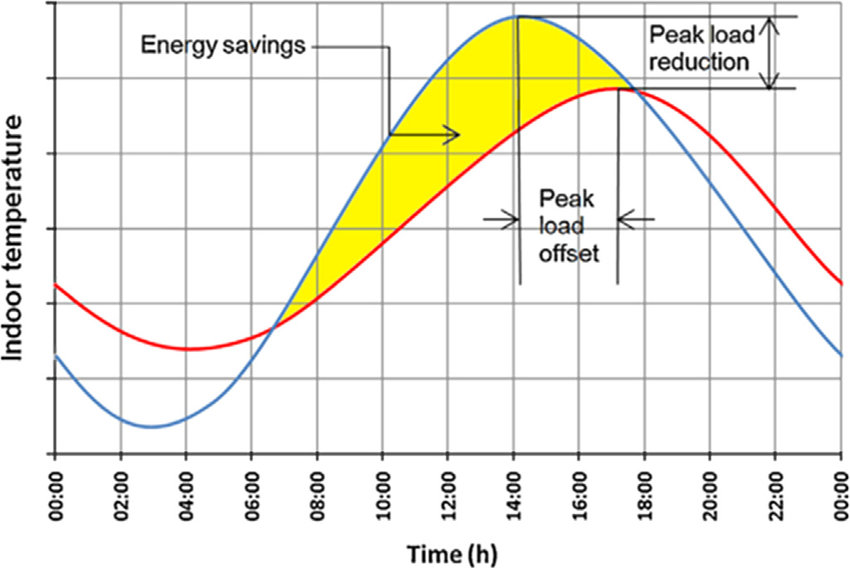 Energy savings
Peak load
reduction
Peak
load
offset
Indoor temperature
00:00
02:00
04:00
06:00
08:00
10:00
12:00
14:00
16:00
18:00
20:00
22:00
00:00
Time (h)